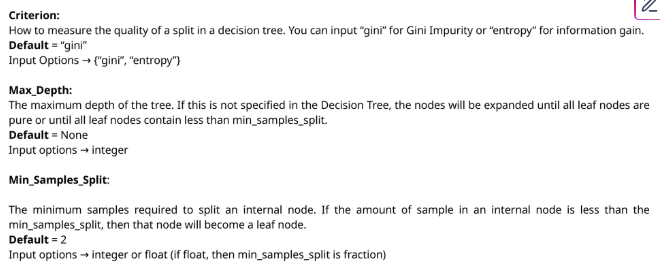 Criterion:
How to measure the quality of a split in a decision tree. You can input “gini” for Gini Impurity or “entropy” for information gain.
Default = “gini”
Input Options → {“gini”, “entropy”}
Max_Depth:
The maximum depth of the tree. If this is not specified in the Decision Tree, the nodes will be expanded until all leaf nodes are
pure or until all leaf nodes contain less than min_samples_split.
Default = None
Input options → integer
Min_Samples_Split:
The minimum samples required to split an internal node. If the amount of sample in an internal node is less than the
min_samples_split, then that node will become a leaf node.
Default = 2
Input options → integer or float (if float, then min_samples_split is fraction)